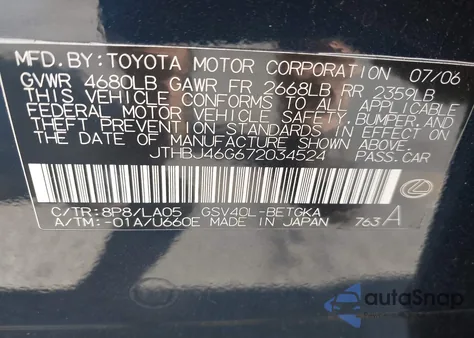 MFD.BY:TOYOTA MOTOR CORPORATION 07/06
GVWR 4680LB GAWR FR 2668LB RR 2359LB
THIS VEHICLE CONFORMS TO ALL APPLICABLE
FEDERAL MOTOR VEHICLE SAFETY, BUMPER, AND
THEFT PREVENTION STANDARDS IN EFFECT ON
THE DATE OF MANUFACTURE SHOWN ABOVE.
JTHBJ46G672034524 PASS.CAR
C/TR:8P8/LA05 GSV40L-BETGKA
A/TM:-01A/U660E MADE IN JAPAN 763 A
autoSnap